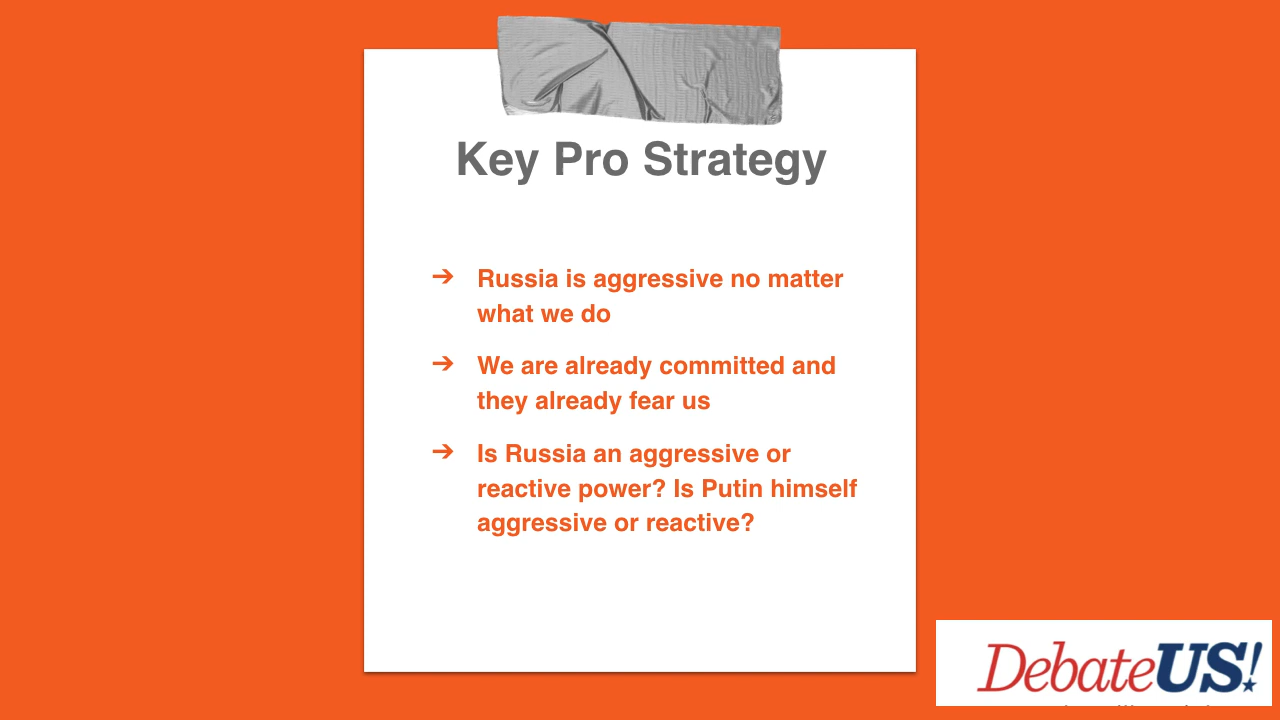 Key Pro Strategy
➔ Russia is aggressive no matter
what we do
➔ We are already committed and
they already fear us
➔ Is Russia an aggressive or
reactive power? Is Putin himself
aggressive or reactive?
DebateUS!